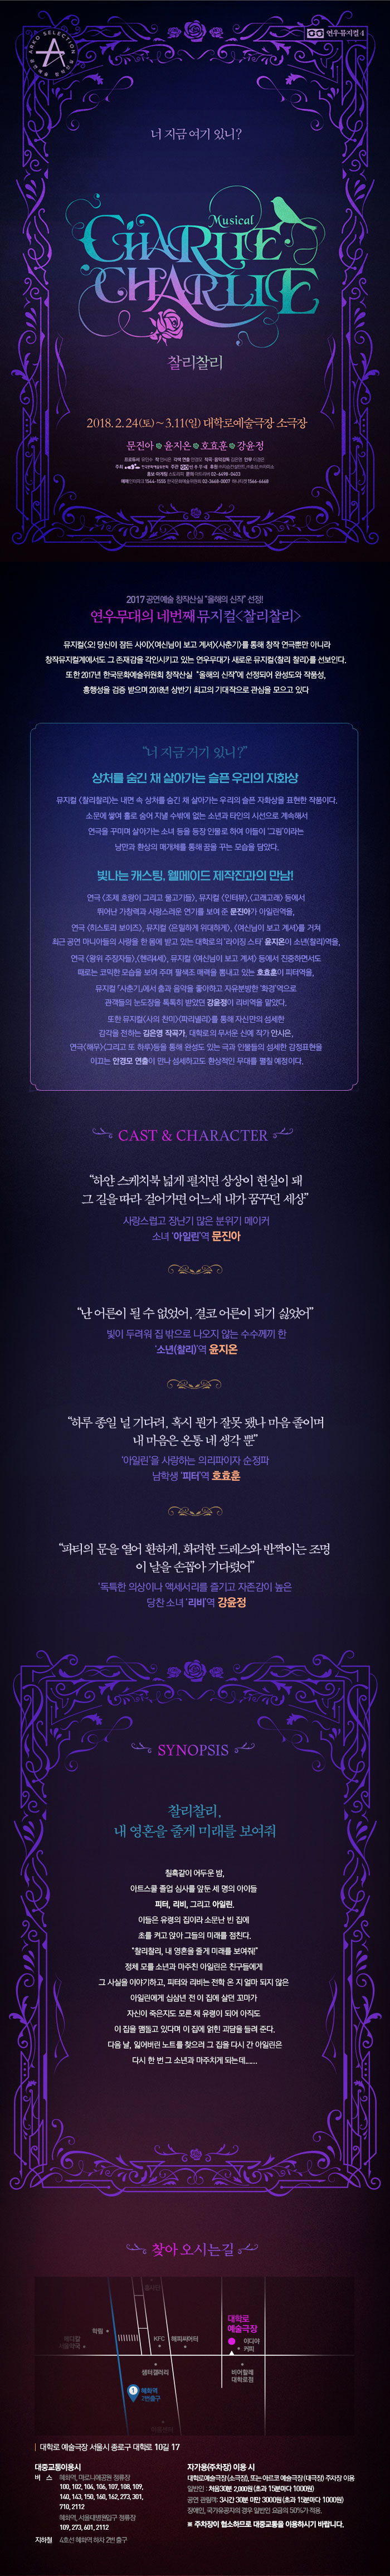 ARKO SELECTION
연우뮤지컬 4
너 지금 여기 있니?
Musical
CHARLIE
CHARLIE
찰리찰리
2018. 2. 24(토) ~ 3.11(일) 대학로예술극장 소극장
문진아 윤지온 호효훈 강윤정
예매 인터파크 1544-1555 한국문화예술위원회 02-3668-0007 하나티켓 1566-6668
2017 공연예술 창작산실 "올해의 신작" 선정!
연우무대의 네번째 뮤지컬<찰리찰리>
뮤지컬<오! 당신이 잠든 사이><여신님이 보고 계셔><사춘기>를 통해 창작 연극뿐만 아니라
창작뮤지컬계에서도 그 존재감을 각인시키고 있는 연우무대가 새로운 뮤지컬<찰리 찰리>를 선보인다.
또한 2017년 한국문화예술위원회 창작산실 "올해의 신작"에 선정되어 완성도와 작품성,
흥행성을 검증 받으며 2018년 상반기 최고의 기대작으로 관심을 모으고 있다
"너 지금 거기 있니?"
상처를 숨긴 채 살아가는 슬픈 우리의 자화상
뮤지컬 <찰리찰리>는 내면 속 상처를 숨긴 채 살아가는 우리의 슬픈 자화상을 표현한 작품이다.
소문에 쌓여 홀로 숨어 지낼 수밖에 없는 소년과 타인의 시선으로 계속해서
연극을 꾸미며 살아가는 소녀 등을 등장 인물로 하여 이들이 '그림'이라는
낭만과 환상의 매개체를 통해 꿈을 꾸는 모습을 담았다.
빛나는 캐스팅, 웰메이드 제작진과의 만남!
연극 <조제 호랑이 그리고 물고기들>, 뮤지컬 <인터뷰>,<고래고래> 등에서
뛰어난 가창력과 사랑스러운 연기를 보여 준 문진아가 아일린역을,
연극 <히스토리 보이즈>, 뮤지컬 <은밀하게 위대하게>, <여신님이 보고 계셔>를 거쳐
최근 공연 마니아들의 사랑을 한 몸에 받고 있는 대학로의 '라이징 스타' 윤지온이 소년(찰리)역을,
연극 <왕위 주장자들>,<헨리4세>, 뮤지컬 <여신님이 보고 계셔> 등에서 진중하면서도
때로는 코믹한 모습을 보여 주며 팔색조 매력을 뽐내고 있는 호효훈이 피터역을,
뮤지컬 『사춘기』에서 춤과 음악을 좋아하고 자유분방한 '화경'역으로
관객들의 눈도장을 톡톡히 받았던 강윤정이 리비역을 맡았다.
또한 뮤지컬<사의 찬미><파리넬리>를 통해 자신만의 섬세한
감각을 전하는 김은영 작곡가, 대학로의 무서운 신예 작가 안시은,
연극<해무><그리고 또 하루>등을 통해 완성도 있는 극과 인물들의 섬세한 감정표현을
이끄는 안경모 연출이 만나 섬세하고도 환상적인 무대를 펼칠 예정이다.
CAST & CHARACTER
"하얀 스케치북 넓게 펼치면 상상이 현실이 돼
그 길을 따라 걸어가면 어느새 내가 꿈꾸던 세상"
사랑스럽고 장난기 많은 분위기 메이커
소녀 '아일린'역 문진아
"난 어른이 될 수 없었어, 결코 어른이 되기 싫었어"
빛이 두려워 집 밖으로 나오지 않는 수수께끼 한
'소년(찰리)'역 윤지온
"하루 종일 널 기다려, 혹시 뭔가 잘못 됐나 마음 졸이며
내 마음은 온통 네 생각 뿐"
'아일린'을 사랑하는 의리파이자 순정파
남학생 '피터'역 호효훈
"파티의 문을 열어 환하게, 화려한 드레스와 반짝이는 조명
이 날을 손꼽아 기다렸어"
'독특한 의상이나 액세서리를 즐기고 자존감이 높은
당찬 소녀 '리비'역 강윤정
SYNOPSIS
찰리찰리,
내 영혼을 줄게 미래를 보여줘
칠흑같이 어두운 밤,
아트스쿨 졸업 심사를 앞둔 세 명의 아이들
피터, 리비, 그리고 아일린.
이들은 유령의 집이라 소문난 빈 집에
초를 켜고 앉아 그들의 미래를 점친다.
"찰리찰리, 내 영혼을 줄게 미래를 보여줘!"
정체 모를 소년과 마주친 아일린은 친구들에게
그 사실을 이야기하고, 피터와 리비는 전학 온 지 얼마 되지 않은
아일린에게 십삼년 전 이 집에 살던 꼬마가
자신이 죽은지도 모른 채 유령이 되어 아직도
이 집을 맴돌고 있다며 이 집에 얽힌 괴담을 들려 준다.
다음 날, 잃어버린 노트를 찾으러 그 집을 다시 간 아일린은
다시 한 번 그 소년과 마주치게 되는데......
찾아 오시는길
학림
KFC
해피씨어터
대학로
예술극장
이디야
커피
샘터갤러리
비어할레
대학로점
혜화역
2번출구
대학로 예술극장 서울시 종로구 대학로 10길 17
대중교통이용시
버 스 혜화역, 마로니에공원 정류장
100, 102, 104, 106, 107, 108, 109,
140, 143, 150, 160, 162, 273, 301,
710, 2112
혜화역, 서울대병원입구 정류장
109, 273, 601, 2112
지하철 4호선 혜화역 하차 2번 출구
자가용(주차장) 이용 시
대학로예술극장(소극장), 또는 아르코 예술극장(대극장) 주차장 이용
일반인 : 처음30분 2,000원 (초과 15분마다 1000원)
공연 관람객: 3시간 30분 미만 3000원(초과 15분마다 1000원)
장애인, 국가유공자의 경우 일반인 요금의 50%가 적용.
※ 주차장이 협소하므로 대중교통을 이용하시기 바랍니다.